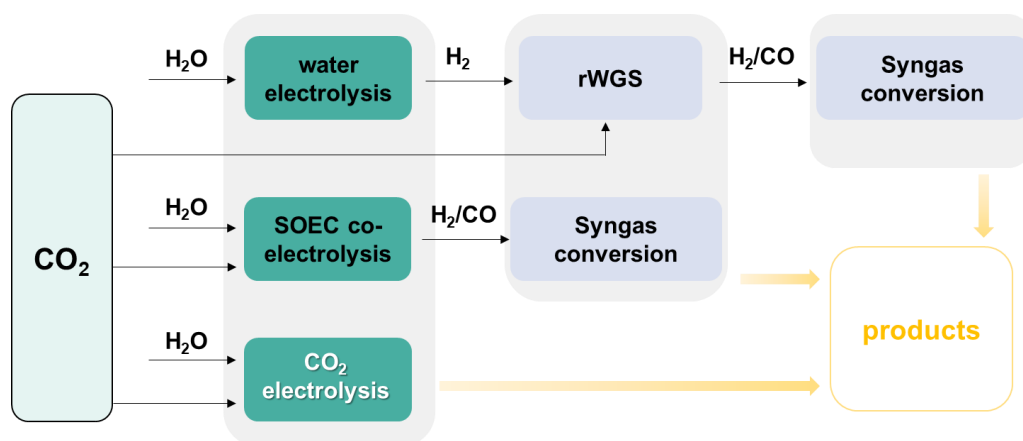 H₂O
water
electrolysis
H₂
rWGS
H₂/CO
Syngas
conversion
CO₂
H₂O
SOEC co-
electrolysis
H₂/CO
Syngas
conversion
products
H₂O
CO₂
electrolysis